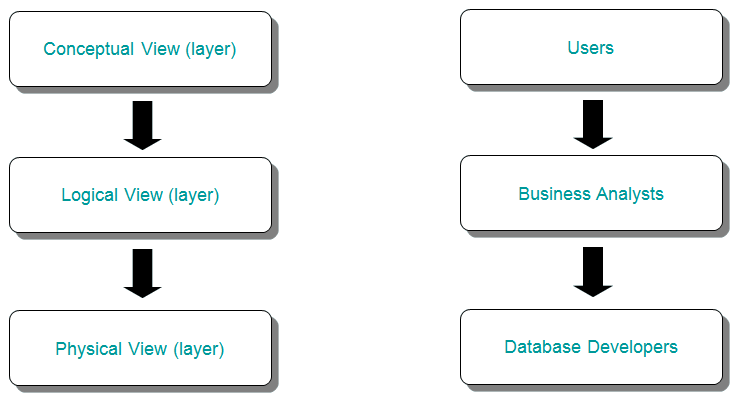 Conceptual View (layer)
Users
Logical View (layer)
Business Analysts
Physical View (layer)
Database Developers